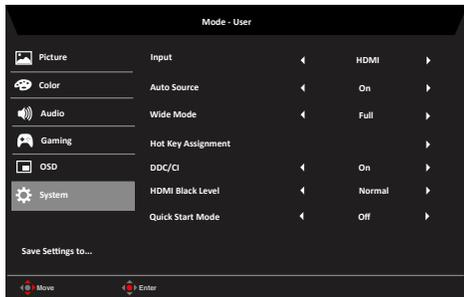 Mode - User
Picture
Color
Audio
Gaming
OSD
System
Save Settings to...
Input HDMI
Auto Source On
Wide Mode Full
Hot Key Assignment
DDC/CI On
HDMI Black Level Normal
Quick Start Mode Off
Move Enter